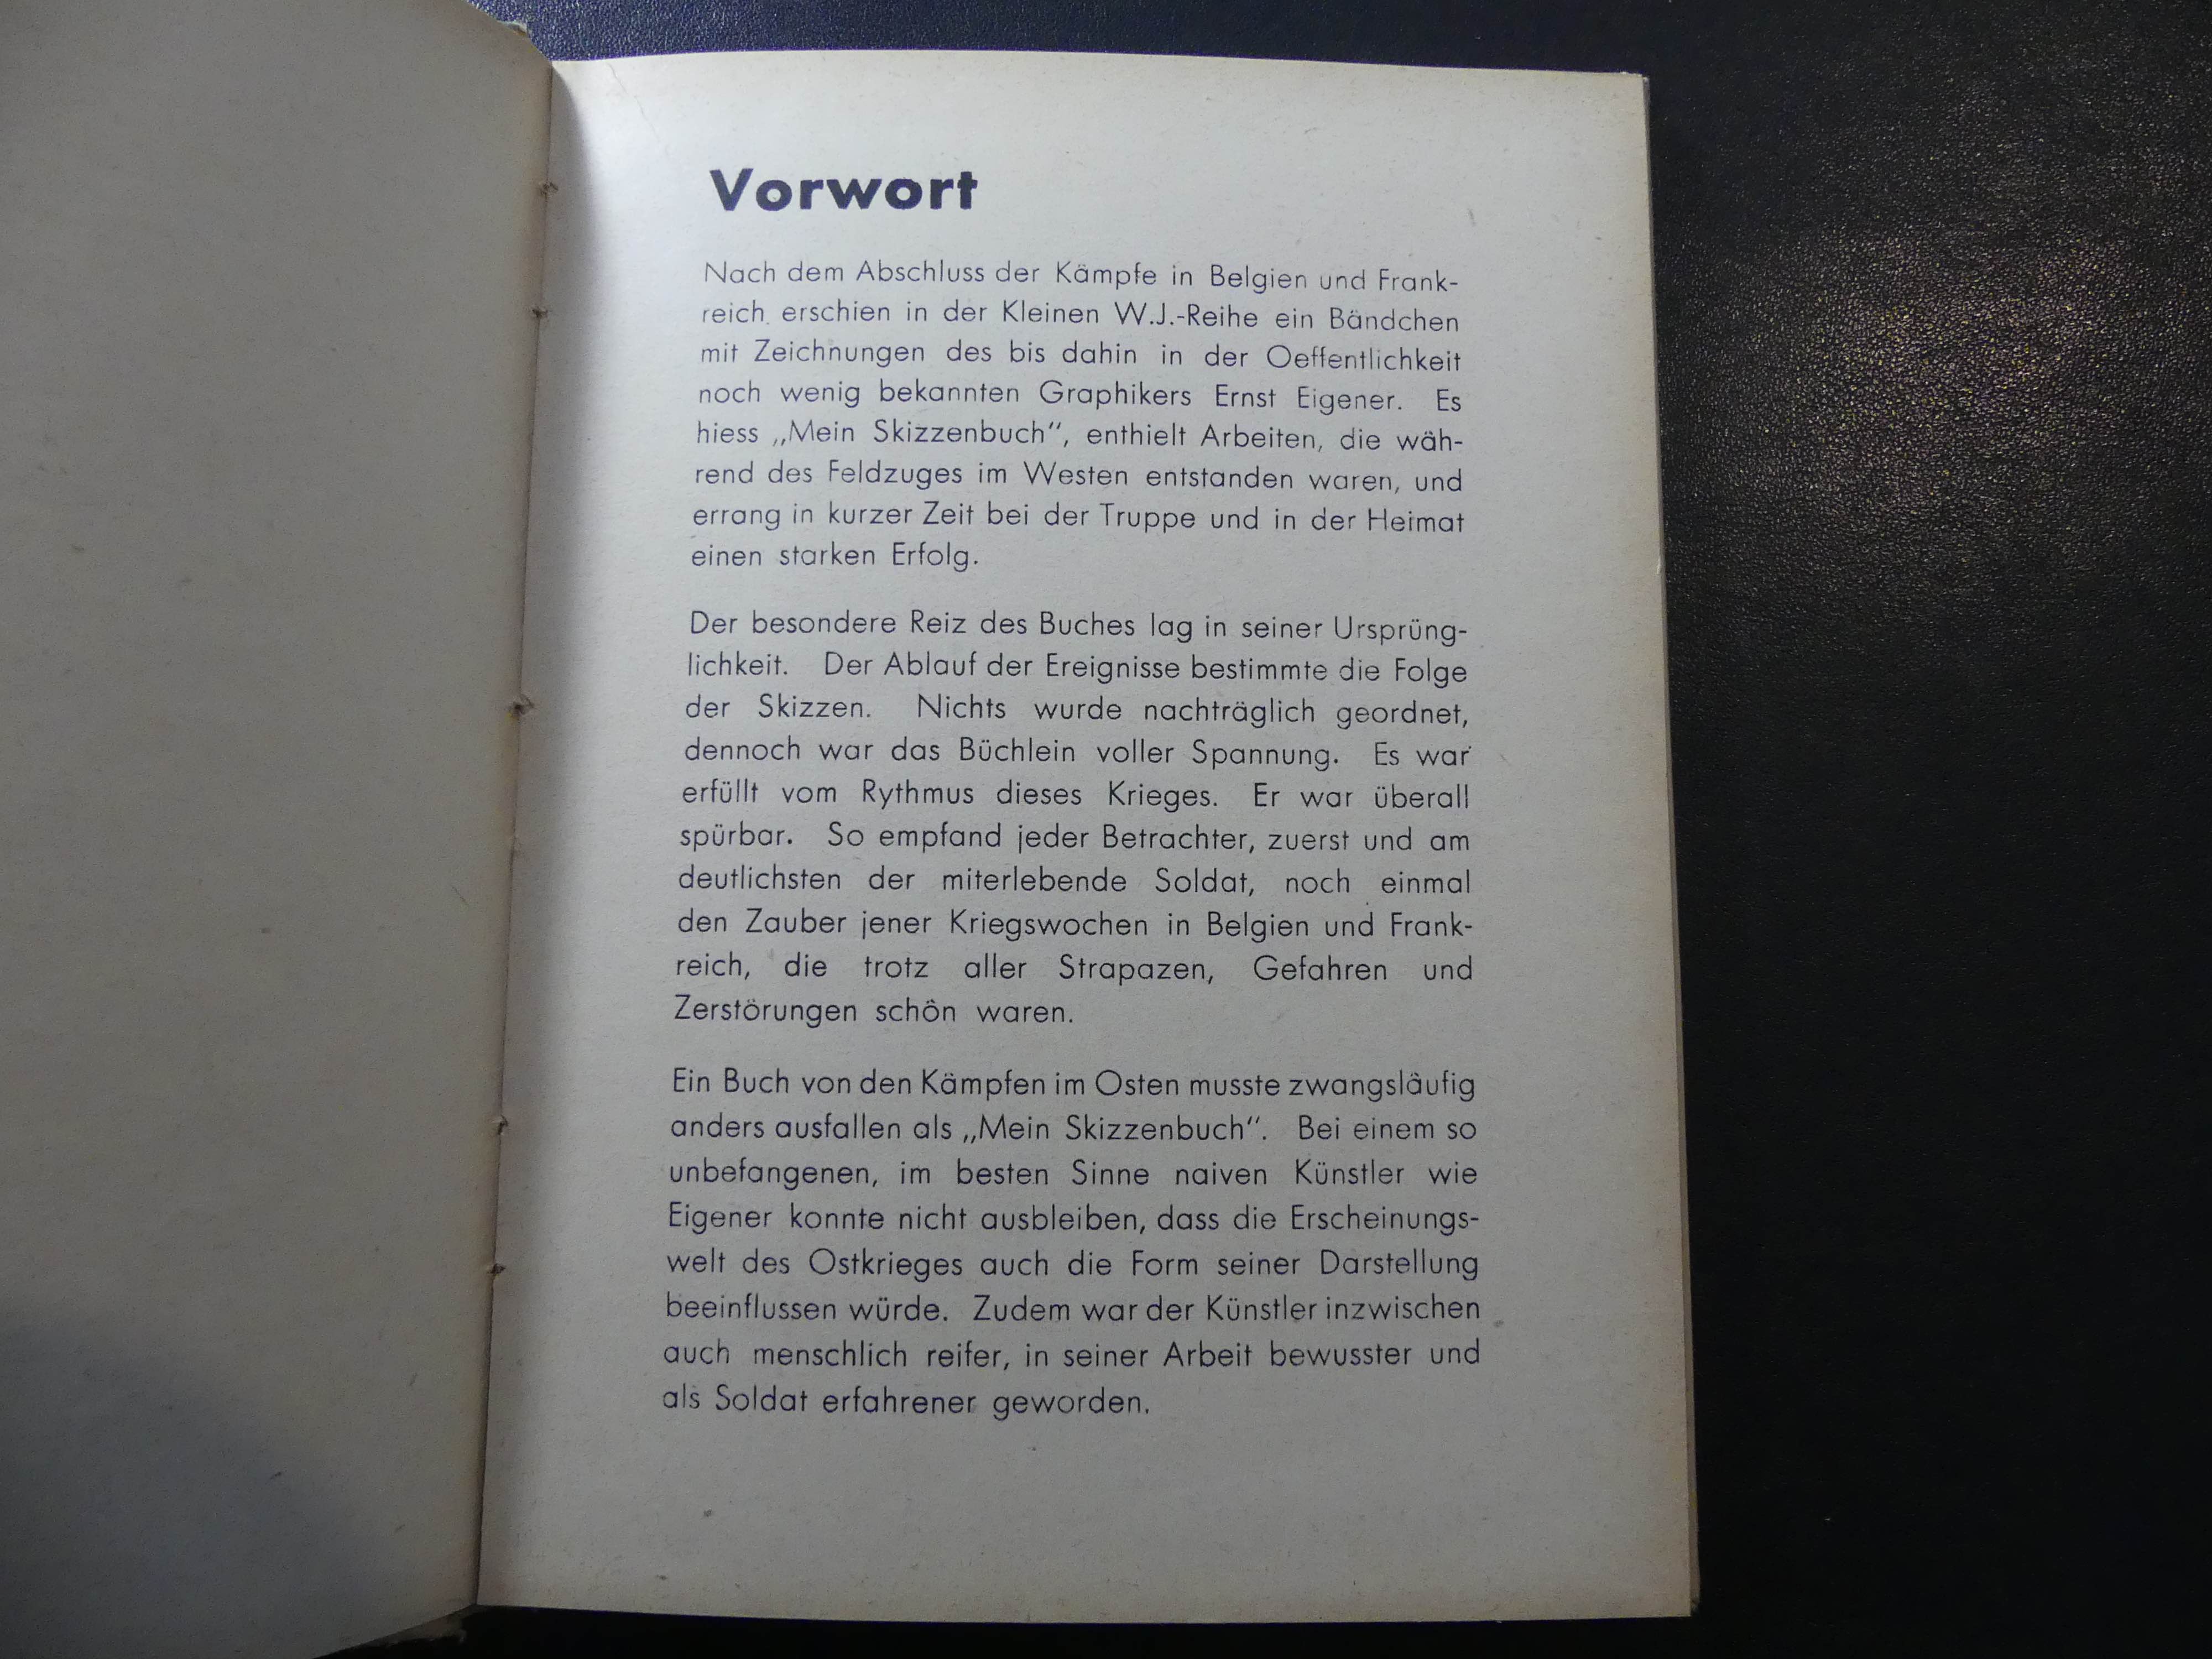 Vorwort
Nach dem Abschluss der Kämpfe in Belgien und Frank-
reich erschien in der Kleinen W.J.-Reihe ein Bändchen
mit Zeichnungen des bis dahin in der Oeffentlichkeit
noch wenig bekannten Graphikers Ernst Eigener. Es
hiess „Mein Skizzenbuch“, enthielt Arbeiten, die wäh-
rend des Feldzuges im Westen entstanden waren, und
errang in kurzer Zeit bei der Truppe und in der Heimat
einen starken Erfolg.
Der besondere Reiz des Buches lag in seiner Ursprüng-
lichkeit. Der Ablauf der Ereignisse bestimmte die Folge
der Skizzen. Nichts wurde nachträglich geordnet,
dennoch war das Büchlein voller Spannung. Es war
erfüllt vom Rythmus dieses Krieges. Er war überall
spürbar. So empfand jeder Betrachter, zuerst und am
deutlichsten der miterlebende Soldat, noch einmal
den Zauber jener Kriegswochen in Belgien und Frank-
reich, die trotz aller Strapazen, Gefahren und
Zerstörungen schön waren.
Ein Buch von den Kämpfen im Osten musste zwangsläufig
anders ausfallen als „Mein Skizzenbuch“. Bei einem so
unbefangenen, im besten Sinne naiven Künstler wie
Eigener konnte nicht ausbleiben, dass die Erscheinungs-
welt des Ostkrieges auch die Form seiner Darstellung
beeinflussen würde. Zudem war der Künstler inzwischen
auch menschlich reifer, in seiner Arbeit bewusster und
als Soldat erfahrener geworden.